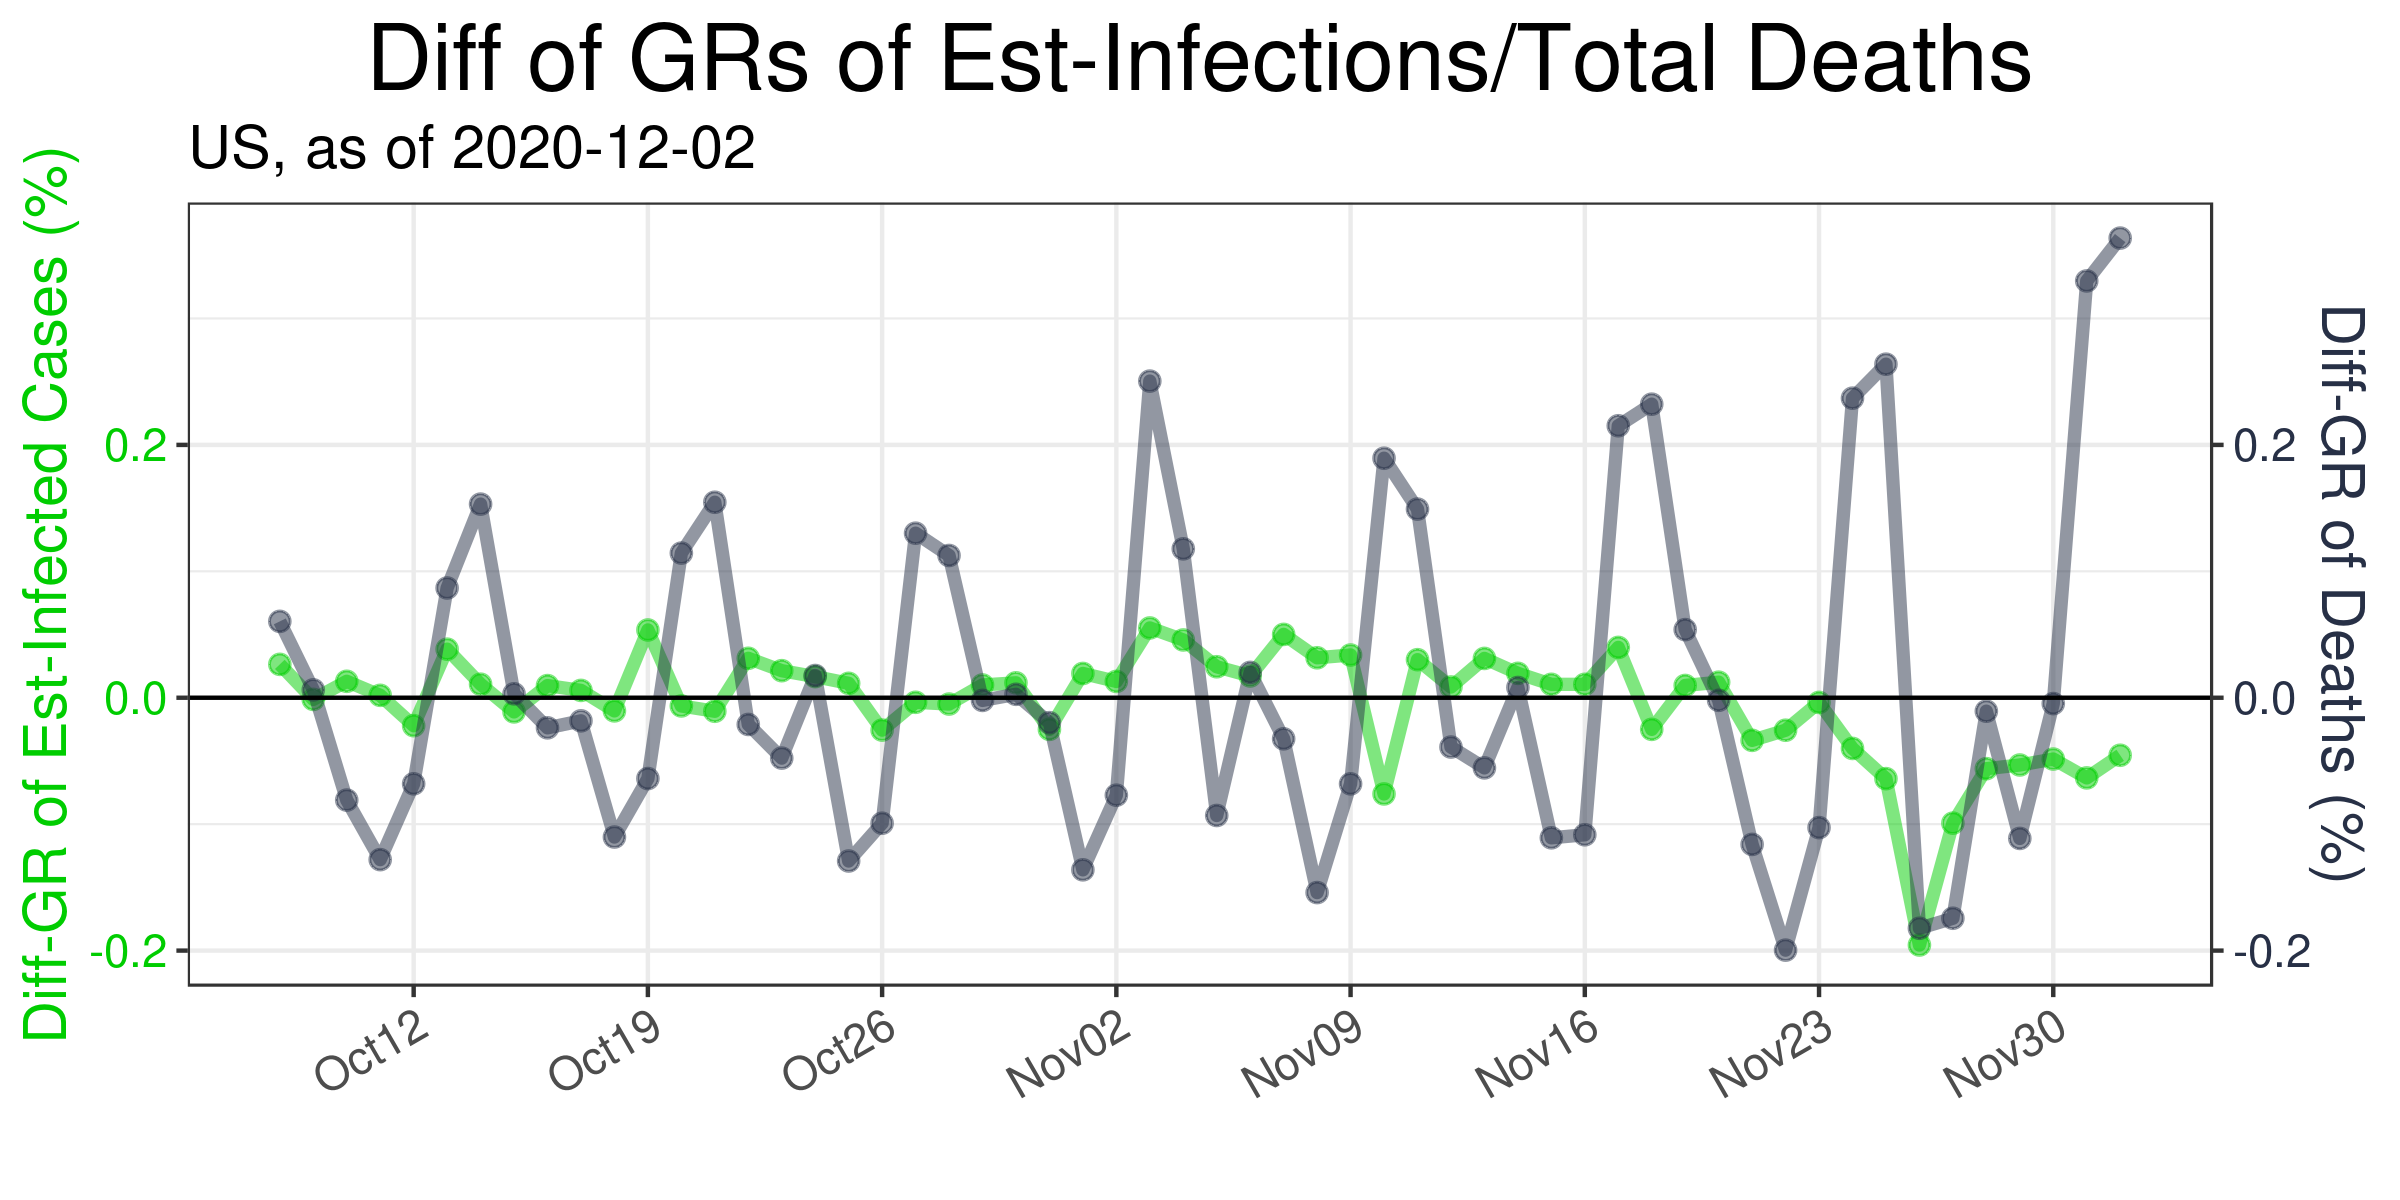 Diff of GRs of Est-Infections/Total Deaths
US, as of 2020-12-02
Diff-GR of Est-Infected Cases (%)
0.2
0.0
-0.2
0.2
0.0
-0.2
Diff-GR of Deaths (%)
Oct12
Oct19
Oct26
Nov02
Nov09
Nov16
Nov23
Nov30